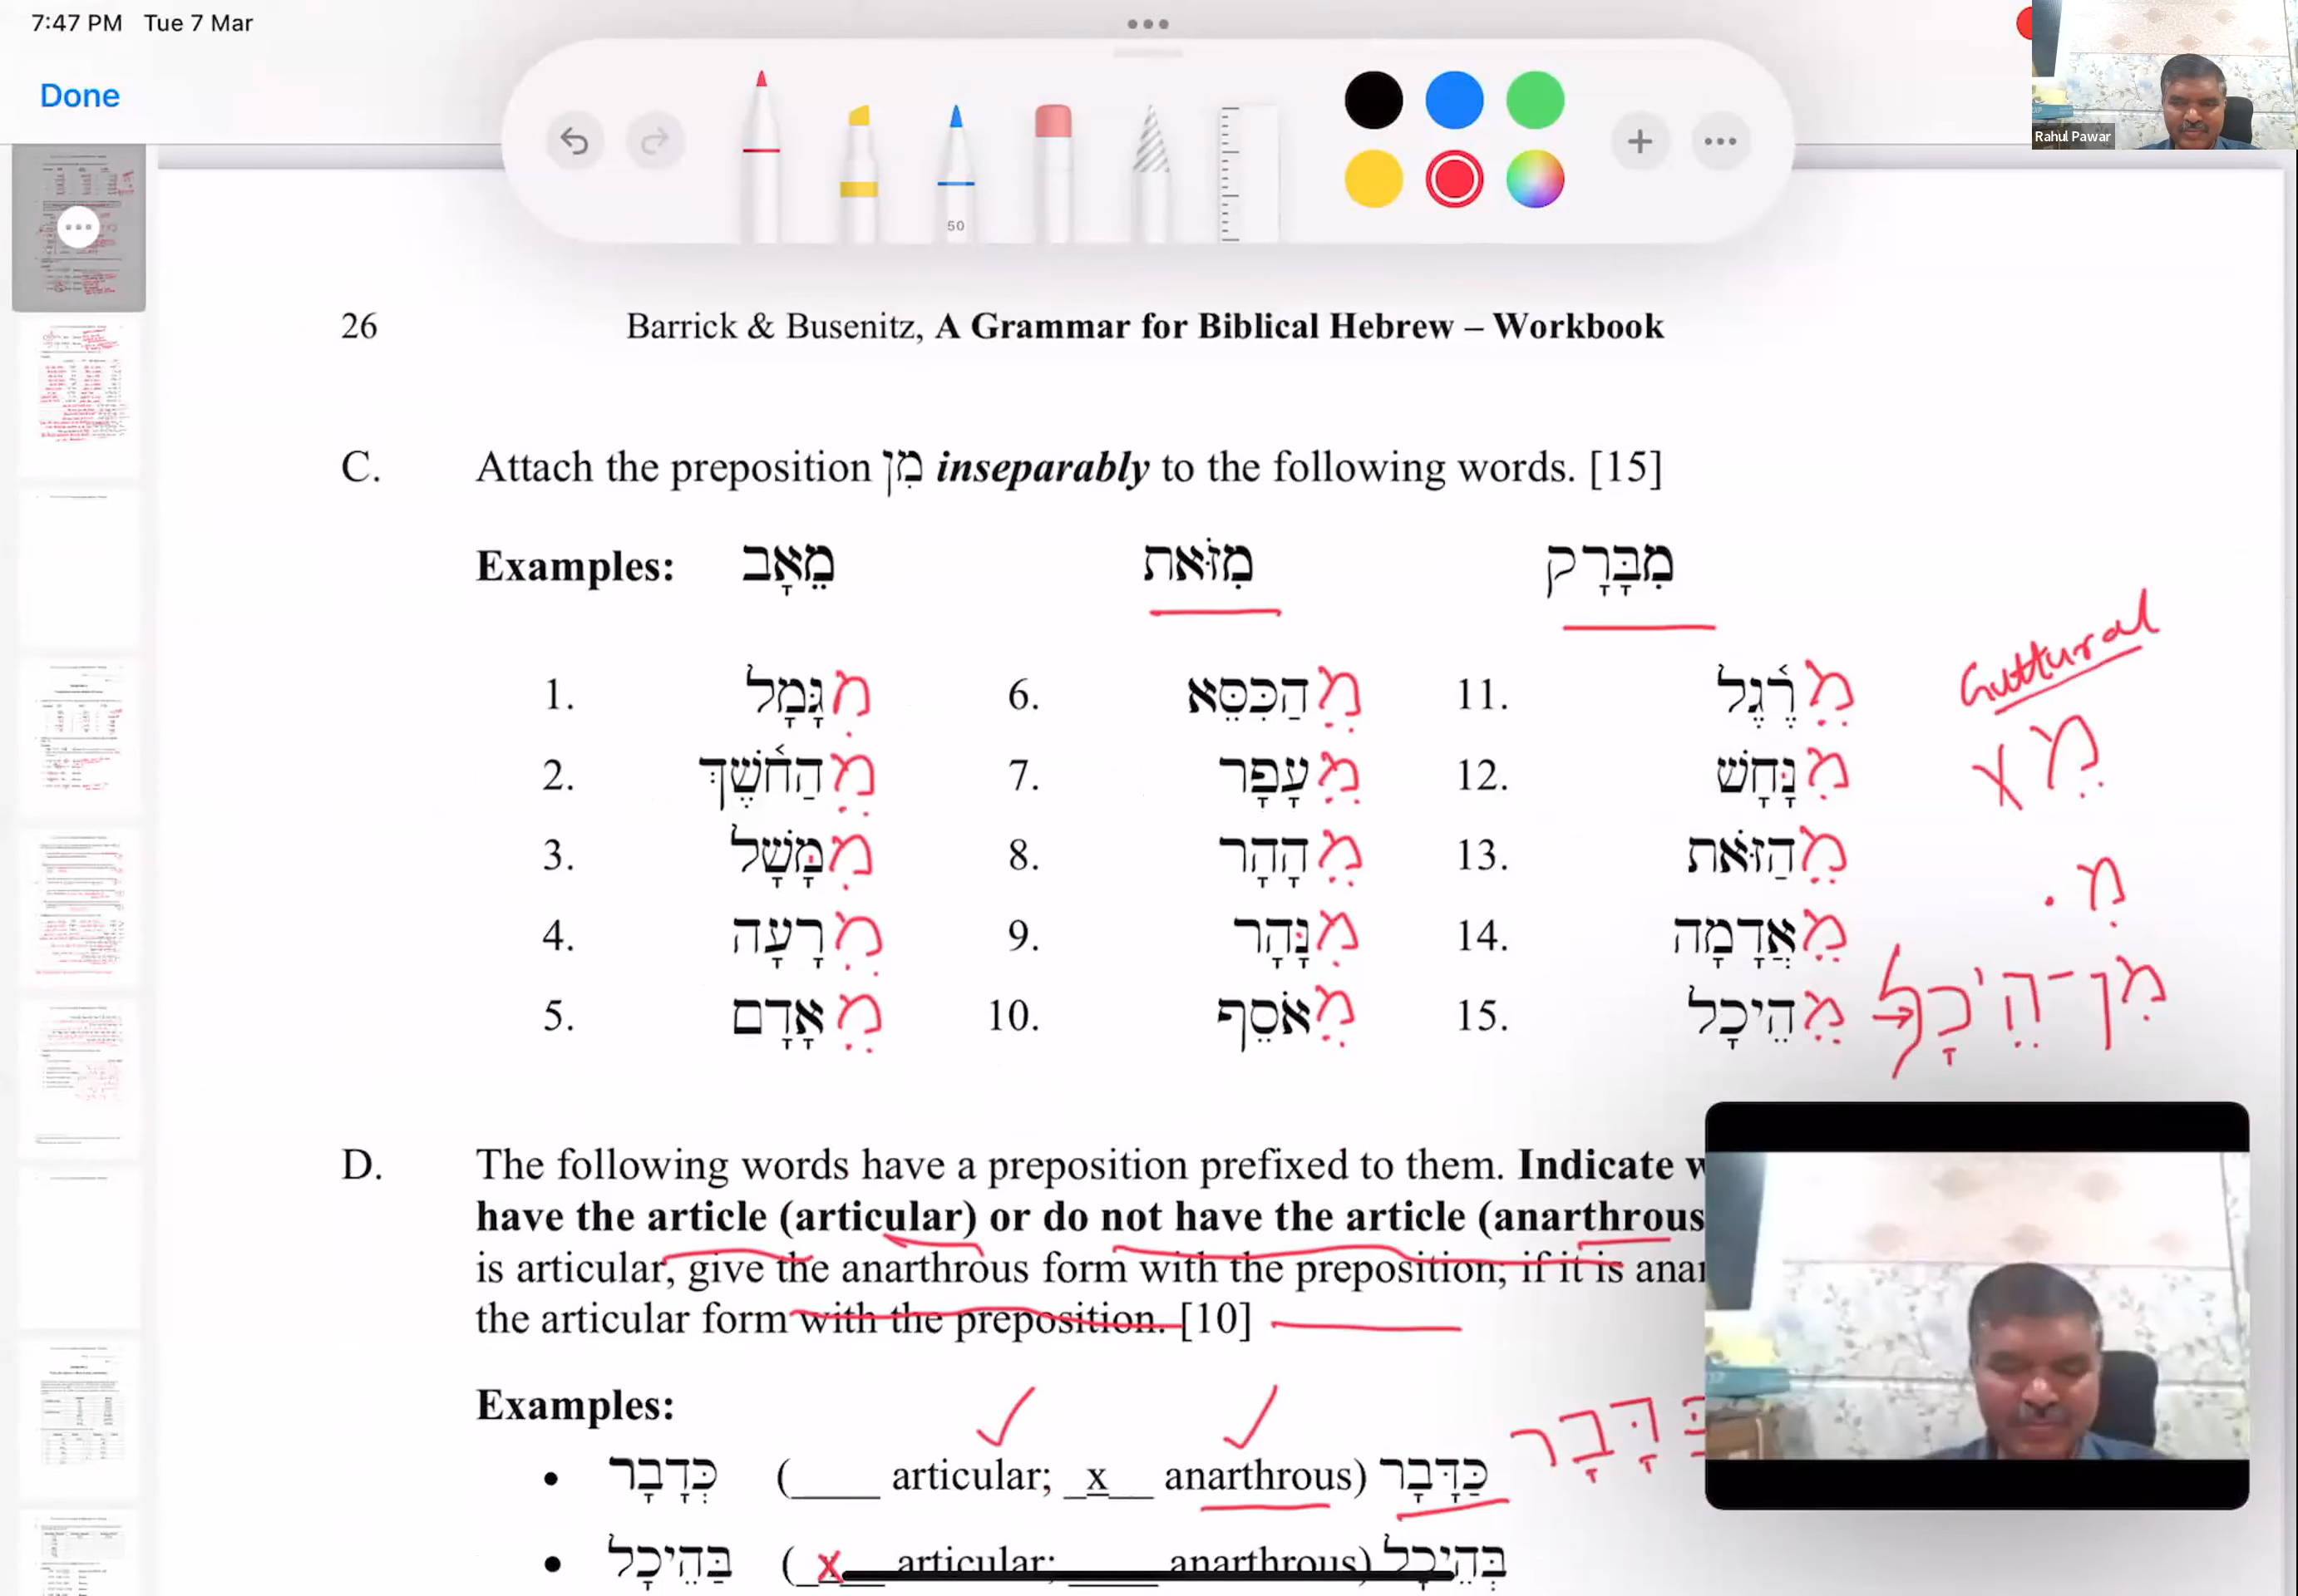 7:47 PM Tue 7 Mar
Done
Rahul Pawar
50
26 Barrick & Busenitz, A Grammar for Biblical Hebrew – Workbook
C. Attach the preposition מִן inseparably to the following words. [15]
Examples: מֵאָב מִזֹּאת מִבָּרָק
Guttural
1. מִגָּמָל 6. מֵהַכִּסֵּא 11. מֵרֶ֫גֶל
2. מֵהַחֹ֫שֶׁךְ 7. מֵעָפָר 12. מִנָּחָשׁ
מֵ x
3. מִמָּשָׁל 8. מֵהָהָר 13. מֵהַזֹּאת
מִ .
4. מֵרָעָה 9. מִנָּהָר 14. מֵאֲדָמָה
5. מֵאָדָם 10. מֵאֹסֵף 15. מֵהֵיכָל
מִן־הֵיכָל
D. The following words have a preposition prefixed to them. Indicate
have the article (articular) or do not have the article (anarthrous
is articular, give the anarthrous form with the preposition; if it is
the articular form with the preposition. [10]
Examples:
• כְּדָבָר (____ articular; _x__ anarthrous) כַּדָּבָר דָּבָר
• בַּהֵיכָל (_x__ articular; ____ anarthrous) בְּהֵיכָל